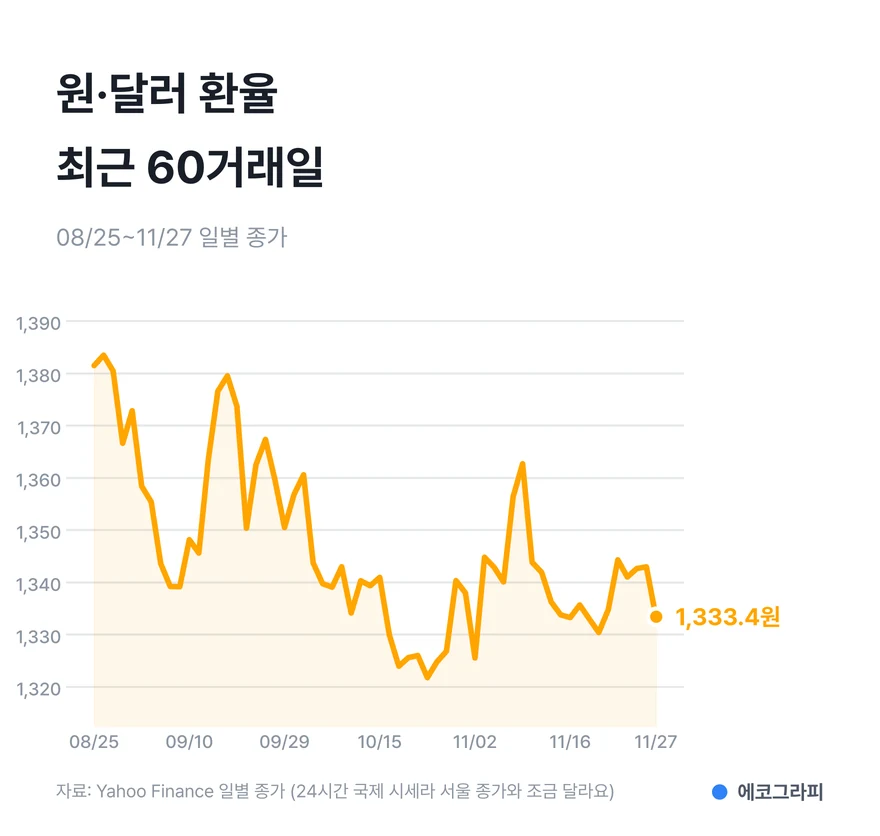 원·달러 환율
최근 60거래일
08/25~11/27 일별 종가
1,390
1,380
1,370
1,360
1,350
1,340
1,330
1,320
1,333.4원
08/25 09/10 09/29 10/15 11/02 11/16 11/27
자료: Yahoo Finance 일별 종가 (24시간 국제 시세라 서울 종가와 조금 달라요)
에코그라피